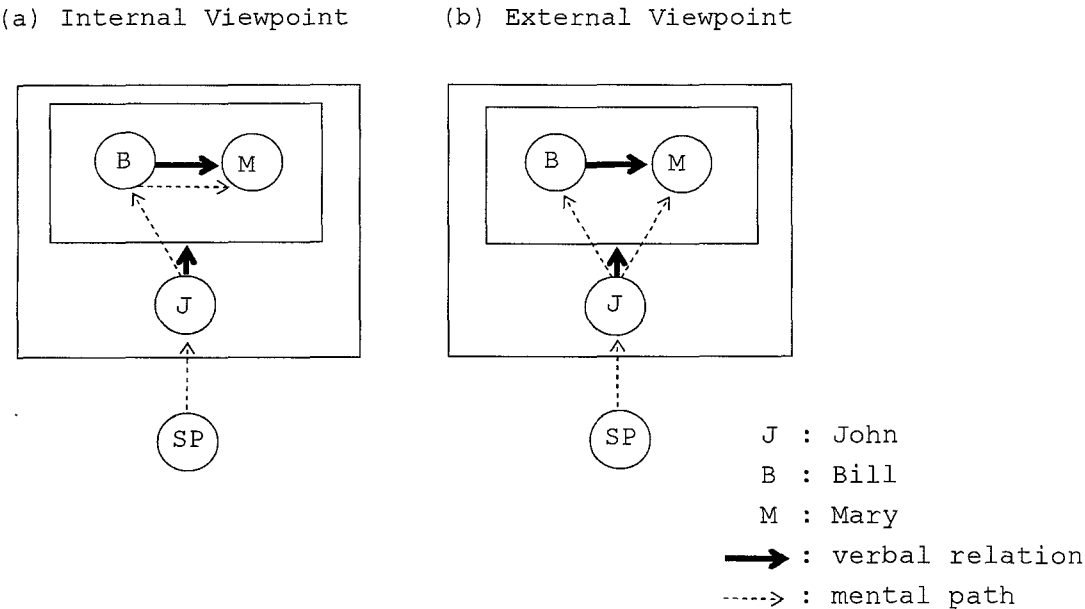 (a) Internal Viewpoint
(b) External Viewpoint
B
M
J
SP
B
M
J
SP
J : John
B : Bill
M : Mary
: verbal relation
: mental path